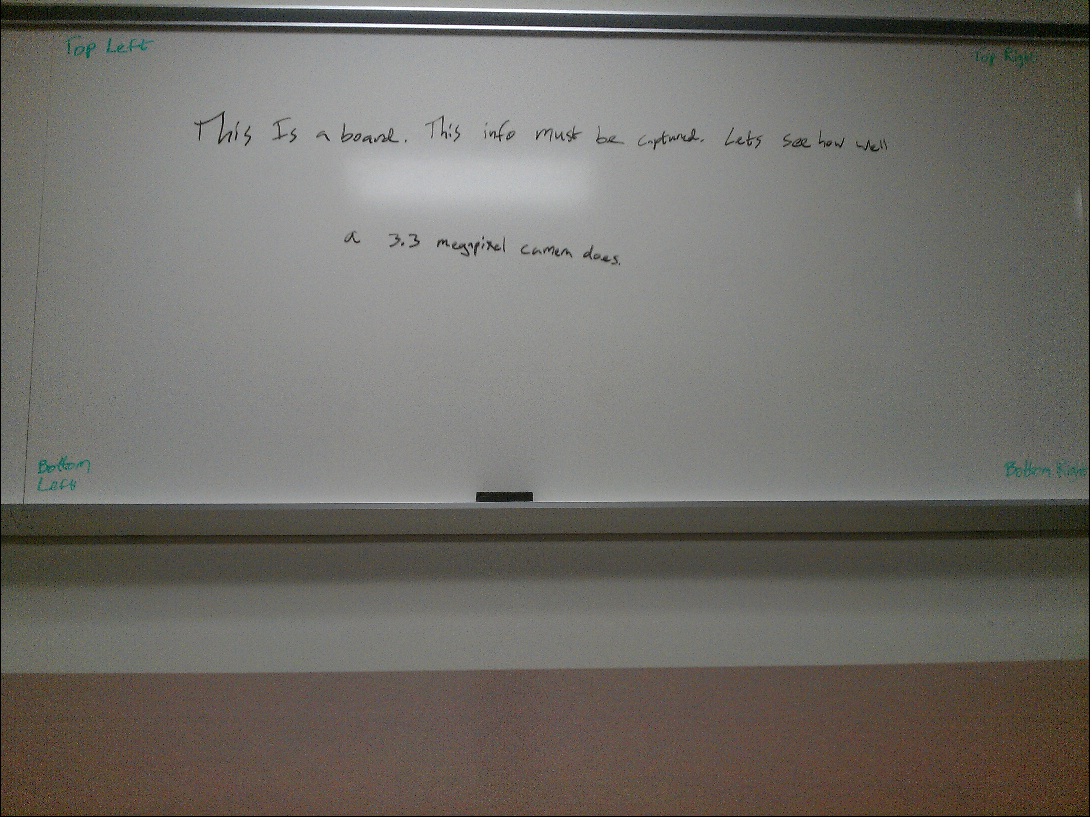 Top Left
Top Right
This Is a board. This info must be captured. Lets see how well
a 3.3 megapixel camera does.
Bottom
Left
Bottom Right